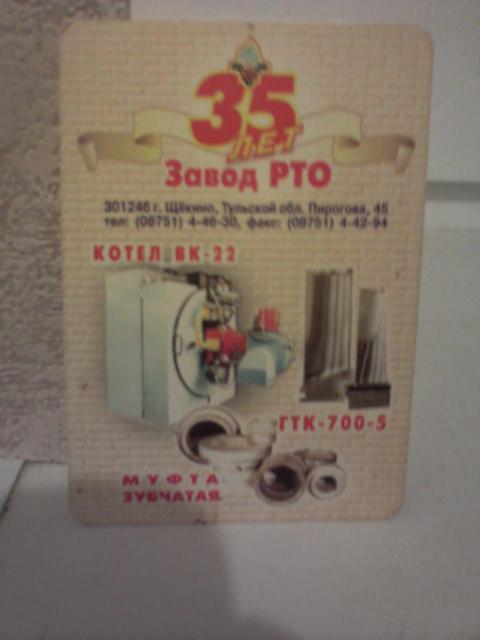 35
ЛЕТ
Завод РТО
301246 г. Щёкино, Тульской обл. Пирогова, 45
тел: (08751) 4-46-30, факс: (08751) 4-42-94
КОТЕЛ ВК-22
ГТК-700-5
МУФТА
ЗУБЧАТАЯ